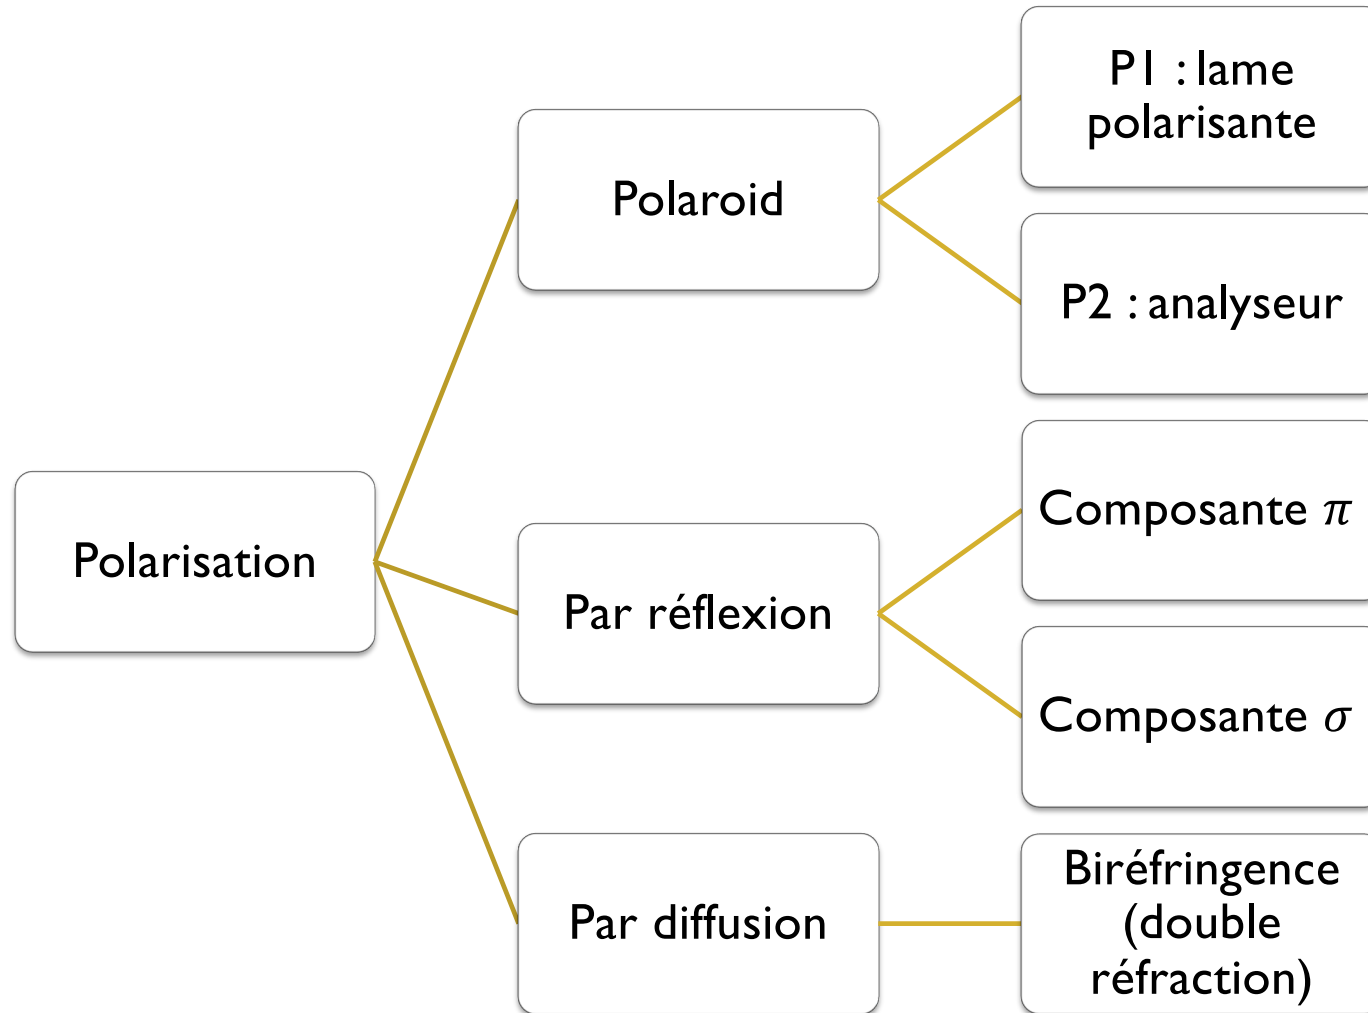 Polarisation
Polaroid
P1 : lame
polarisante
P2 : analyseur
Par réflexion
Composante π
Composante σ
Par diffusion
Biréfringence
(double
réfraction)